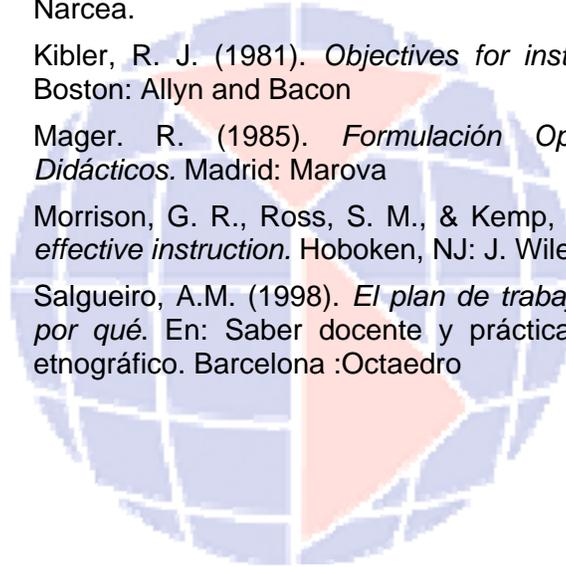 Narcea.
Kibler, R. J. (1981). Objectives for inst
Boston: Allyn and Bacon
Mager. R. (1985). Formulación Op
Didácticos. Madrid: Marova
Morrison, G. R., Ross, S. M., & Kemp,
effective instruction. Hoboken, NJ: J. Wile
Salgueiro, A.M. (1998). El plan de traba
por qué. En: Saber docente y práctica
etnográfico. Barcelona :Octaedro